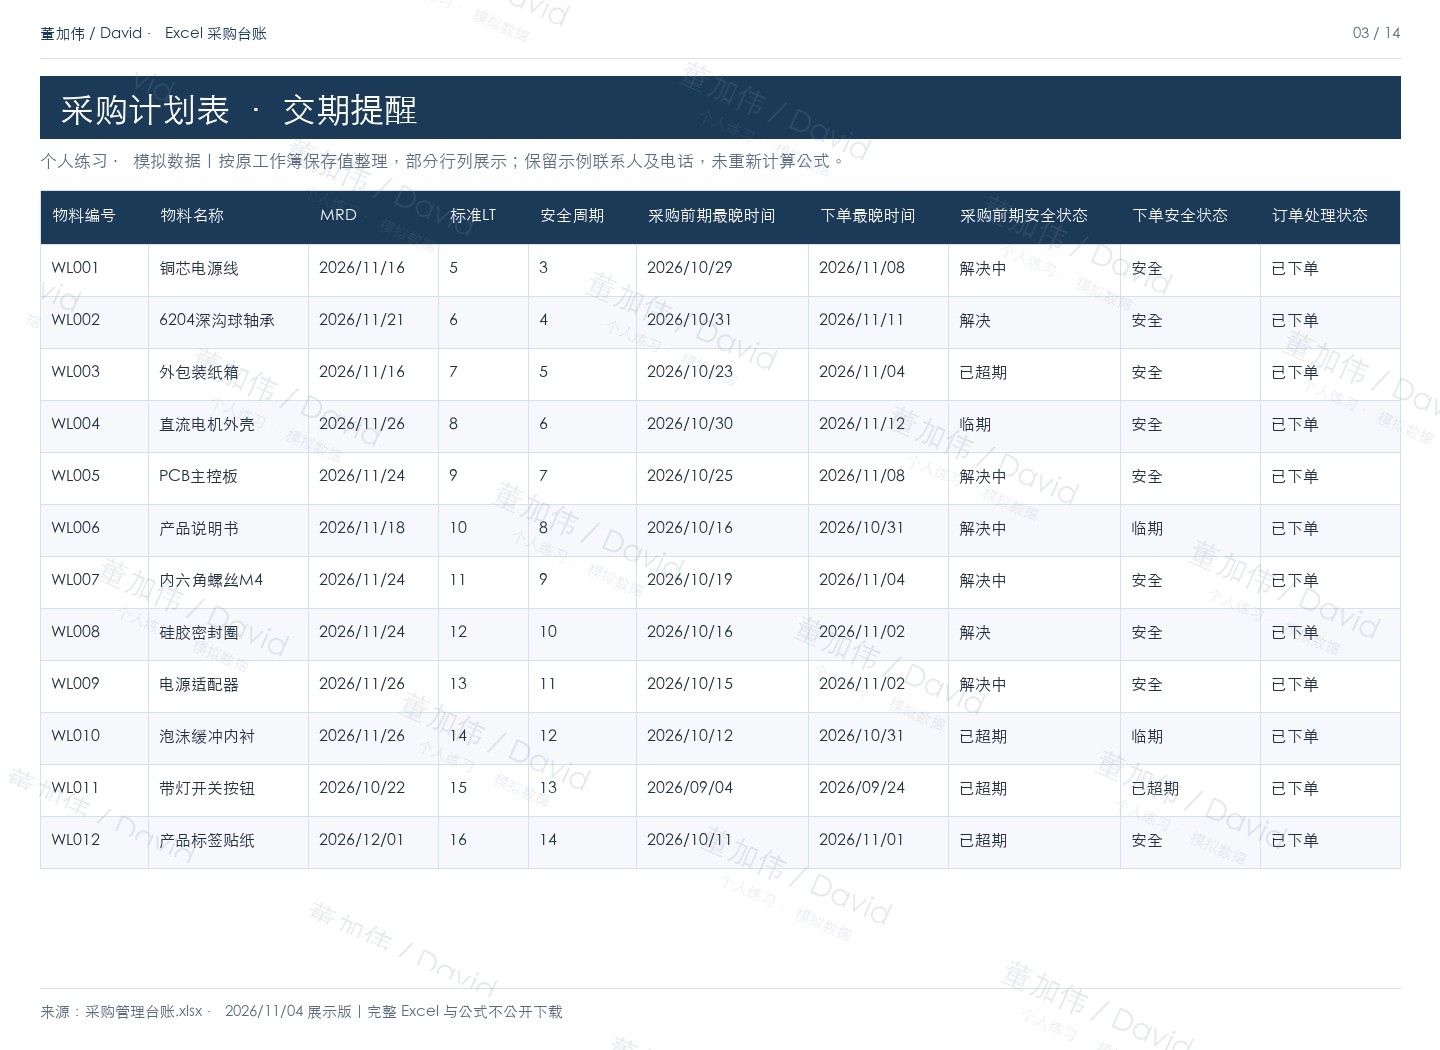 董加伟 / David · Excel 采购台账
03 / 14
采购计划表 · 交期提醒
个人练习 · 模拟数据 | 按原工作簿保存值整理，部分行列展示；保留示例联系人及电话，未重新计算公式。
物料编号 物料名称 MRD 标准LT 安全周期 采购前期最晚时间 下单最晚时间 采购前期安全状态 下单安全状态 订单处理状态
WL001 铜芯电源线 2026/11/16 5 3 2026/10/29 2026/11/08 解决中 安全 已下单
WL002 6204深沟球轴承 2026/11/21 6 4 2026/10/31 2026/11/11 解决 安全 已下单
WL003 外包装纸箱 2026/11/16 7 5 2026/10/23 2026/11/04 已超期 安全 已下单
WL004 直流电机外壳 2026/11/26 8 6 2026/10/30 2026/11/12 临期 安全 已下单
WL005 PCB主控板 2026/11/24 9 7 2026/10/25 2026/11/08 解决中 安全 已下单
WL006 产品说明书 2026/11/18 10 8 2026/10/16 2026/10/31 解决中 临期 已下单
WL007 内六角螺丝M4 2026/11/24 11 9 2026/10/19 2026/11/04 解决中 安全 已下单
WL008 硅胶密封圈 2026/11/24 12 10 2026/10/16 2026/11/02 解决 安全 已下单
WL009 电源适配器 2026/11/26 13 11 2026/10/15 2026/11/02 解决中 安全 已下单
WL010 泡沫缓冲内衬 2026/11/26 14 12 2026/10/12 2026/10/31 已超期 临期 已下单
WL011 带灯开关按钮 2026/10/22 15 13 2026/09/04 2026/09/24 已超期 已超期 已下单
WL012 产品标签贴纸 2026/12/01 16 14 2026/10/11 2026/11/01 已超期 安全 已下单
来源：采购管理台账.xlsx · 2026/11/04 展示版 | 完整 Excel 与公式不公开下载
董加伟 / David
个人练习 · 模拟数据